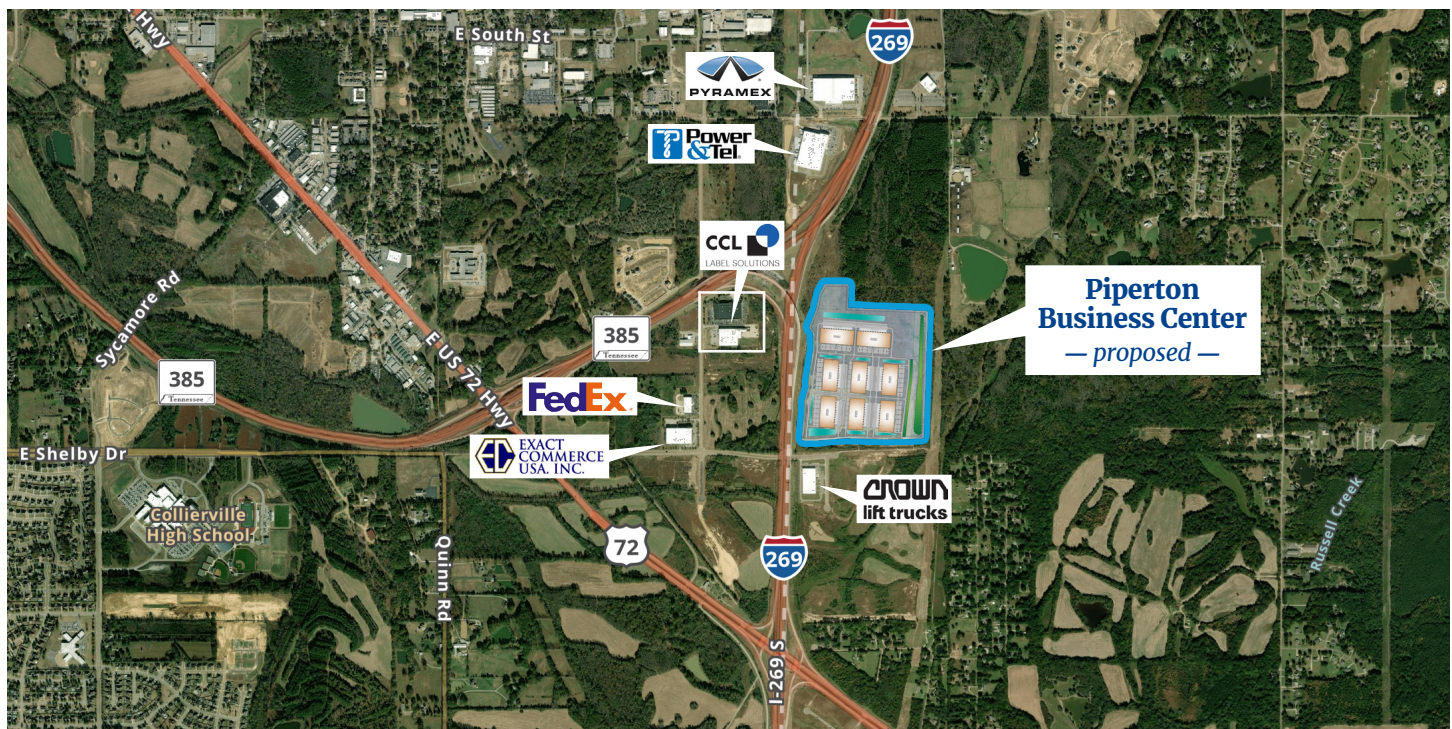 Hwy
E South St
269
PYRAMEX
Power
&Tel
CCL
LABEL SOLUTIONS
Piperton
Business Center
— proposed —
Sycamore Rd
385
Tennessee
385
Tennessee
E US 72 Hwy
FedEx
E Shelby Dr
EC
EXACT
COMMERCE
USA, INC.
CROWN
lift trucks
Collierville
High School
72
269
Quinn Rd
I-269 S
Russell Creek